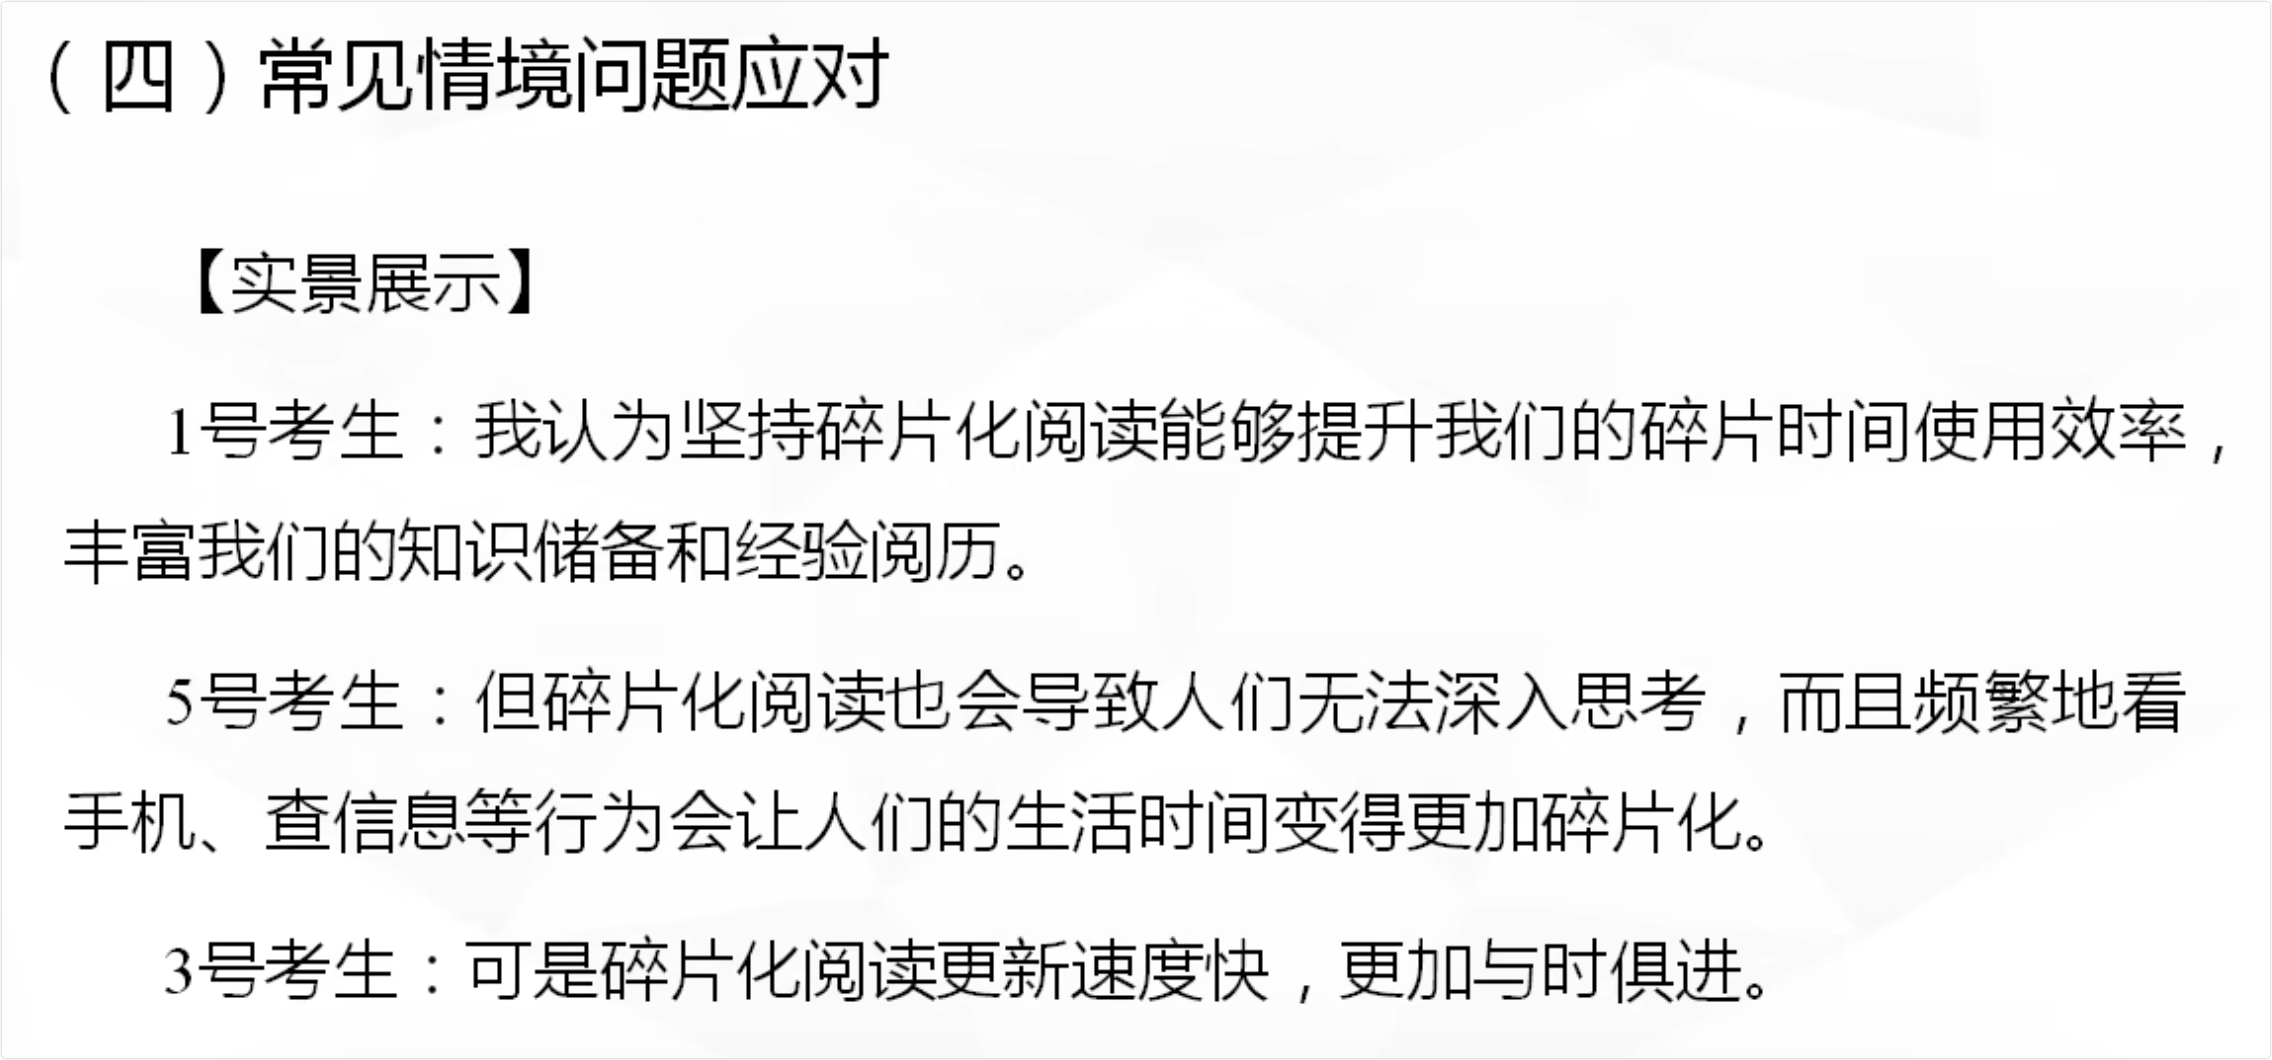 （四）常见情境问题应对
【实景展示】
1号考生：我认为坚持碎片化阅读能够提升我们的碎片时间使用效率，
丰富我们的知识储备和经验阅历。
5号考生：但碎片化阅读也会导致人们无法深入思考，而且频繁地看
手机、查信息等行为会让人们的生活时间变得更加碎片化。
3号考生：可是碎片化阅读更新速度快，更加与时俱进。